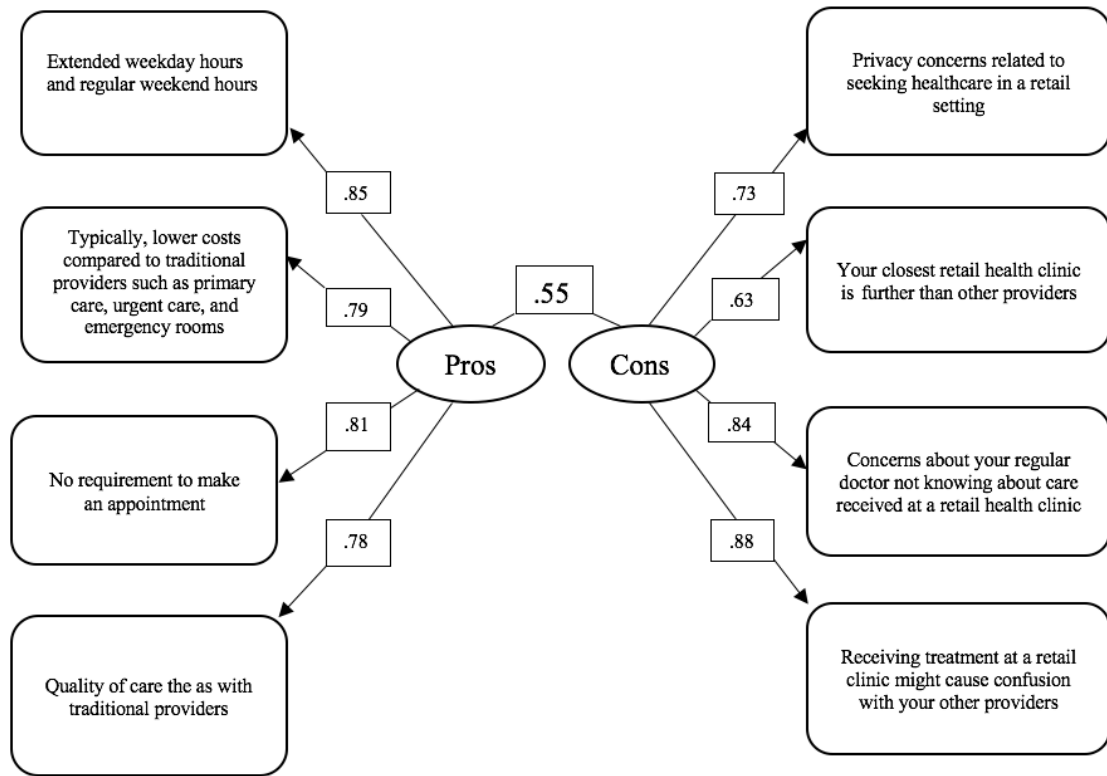 Extended weekday hours
and regular weekend hours
.85
Typically, lower costs
compared to traditional
providers such as primary
care, urgent care, and
emergency rooms
.79
No requirement to make
an appointment
.81
Quality of care the as with
traditional providers
.78
Pros
.55
Cons
Privacy concerns related to
seeking healthcare in a retail
setting
.73
Your closest retail health clinic
is further than other providers
.63
Concerns about your regular
doctor not knowing about care
received at a retail health clinic
.84
Receiving treatment at a retail
clinic might cause confusion
with your other providers
.88